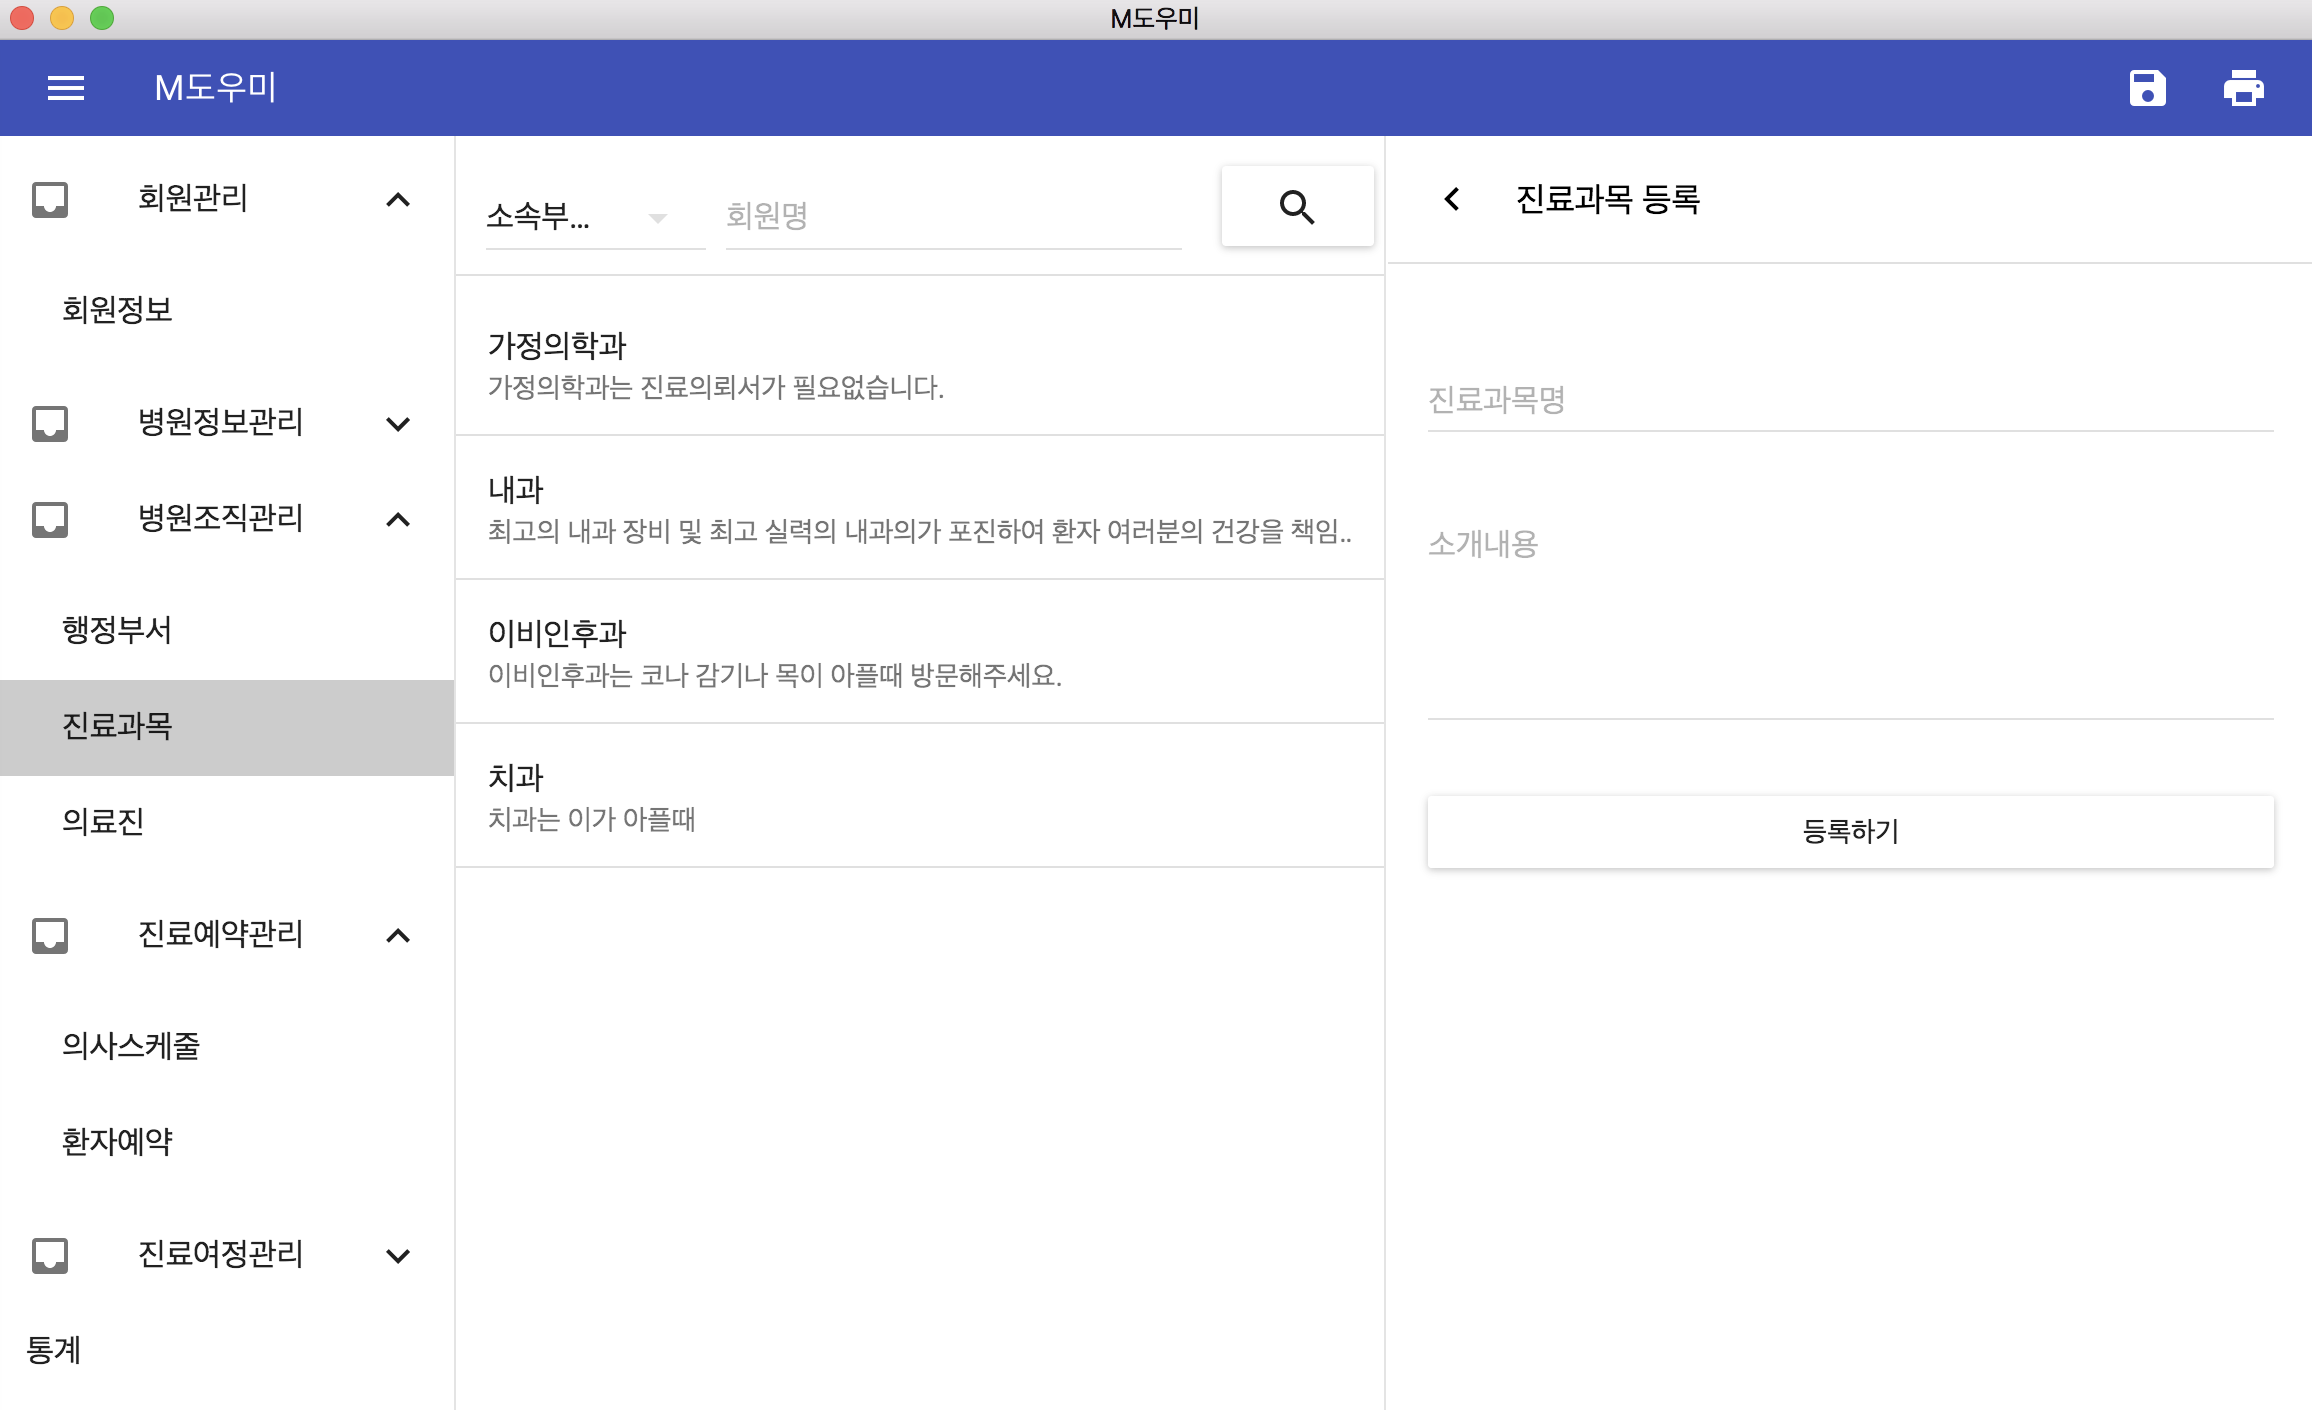 M도우미
M도우미
회원관리
회원정보
병원정보관리
병원조직관리
행정부서
진료과목
의료진
진료예약관리
의사스케줄
환자예약
진료여정관리
통계
소속부... 회원명
가정의학과
가정의학과는 진료의뢰서가 필요없습니다.
내과
최고의 내과 장비 및 최고 실력의 내과의가 포진하여 환자 여러분의 건강을 책임..
이비인후과
이비인후과는 코나 감기나 목이 아플때 방문해주세요.
치과
치과는 이가 아플때
진료과목 등록
진료과목명
소개내용
등록하기